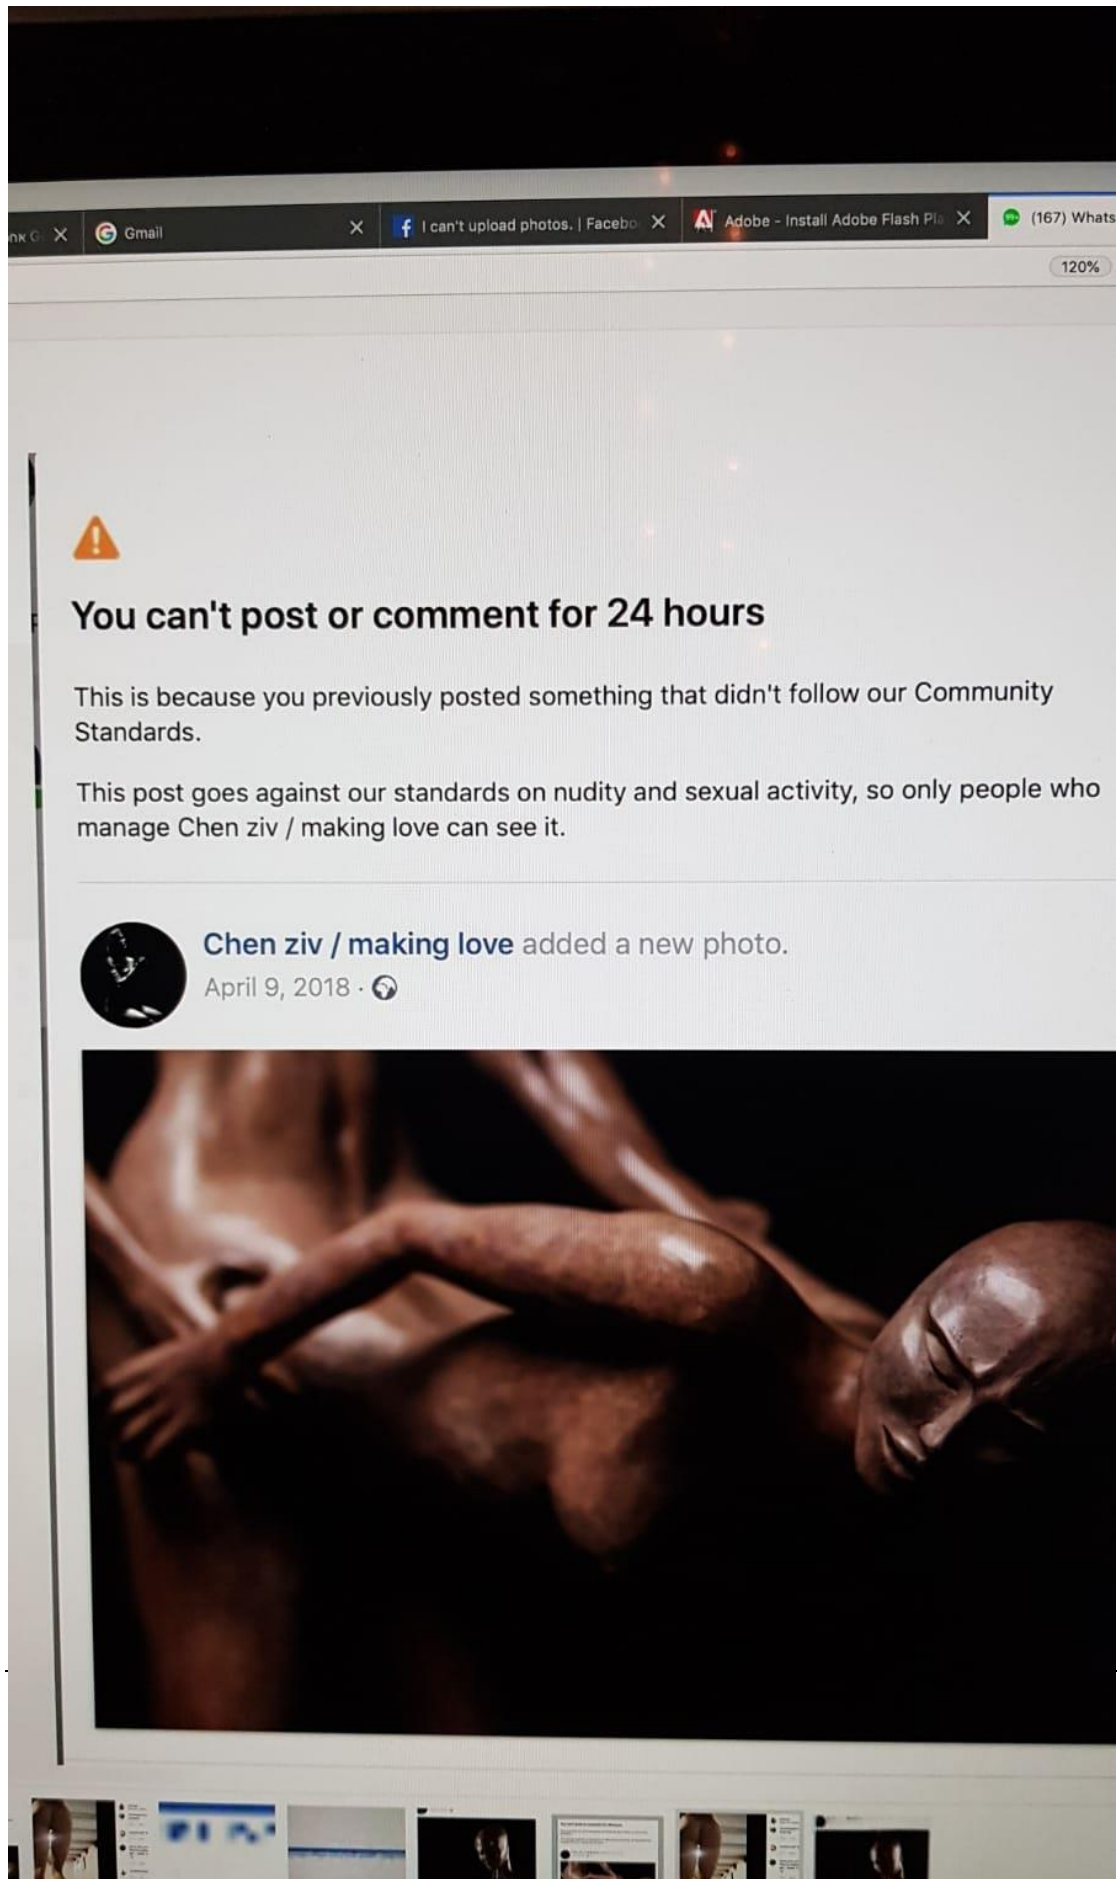 Gmail
I can't upload photos. | Facebo
Adobe - Install Adobe Flash Pla
(167) Whats
120%
You can't post or comment for 24 hours
This is because you previously posted something that didn't follow our Community
Standards.
This post goes against our standards on nudity and sexual activity, so only people who
manage Chen ziv / making love can see it.
Chen ziv / making love added a new photo.
April 9, 2018 ·